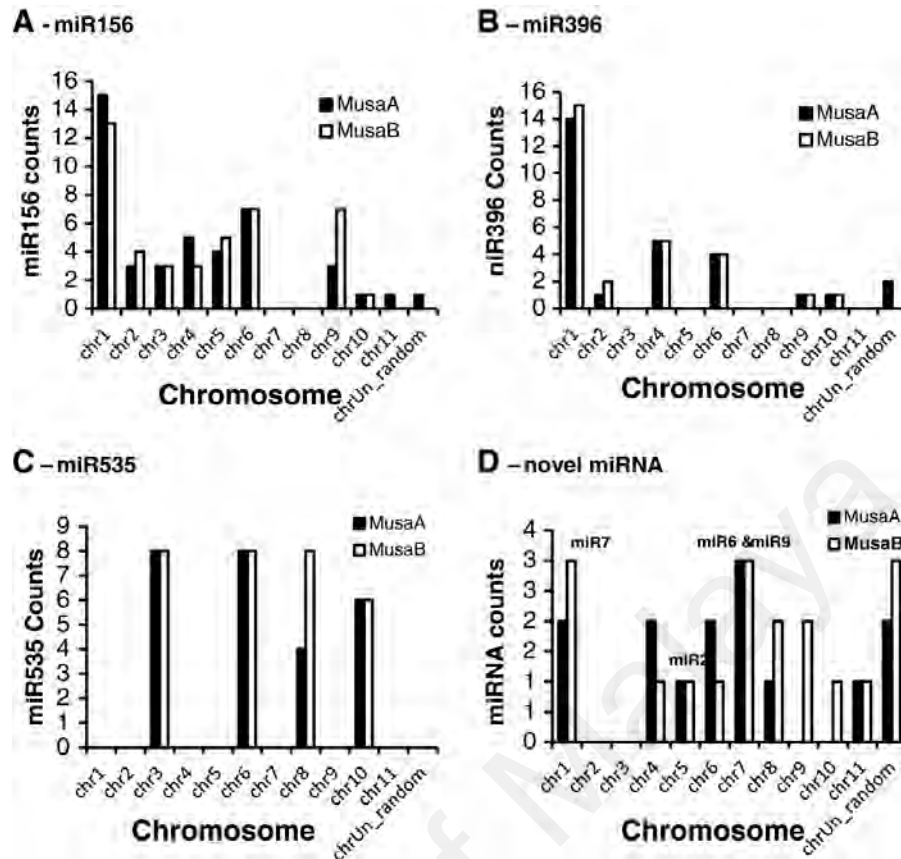 A - miR156
16
14
12
10
8
6
4
2
0
miR156 counts
MusaA
MusaB
chr1
chr2
chr3
chr4
chr5
chr6
chr7
chr8
chr9
chr10
chr11
chrUn_random
Chromosome
B – miR396
16
14
12
10
8
6
4
2
0
niR396 Counts
MusaA
MusaB
chr1
chr2
chr3
chr4
chr5
chr6
chr7
chr8
chr9
chr10
chr11
chrUn_random
Chromosome
C – miR535
9
8
7
6
5
4
3
2
1
0
miR535 Counts
MusaA
MusaB
chr1
chr2
chr3
chr4
chr5
chr6
chr7
chr8
chr9
chr10
chr11
chrUn_random
Chromosome
D – novel miRNA
4
3
3
2
2
1
1
0
miRNA counts
miR7
miR2
miR6 &miR9
MusaA
MusaB
chr1
chr2
chr3
chr4
chr5
chr6
chr7
chr8
chr9
chr10
chr11
chrUn_random
Chromosome
of Malaya